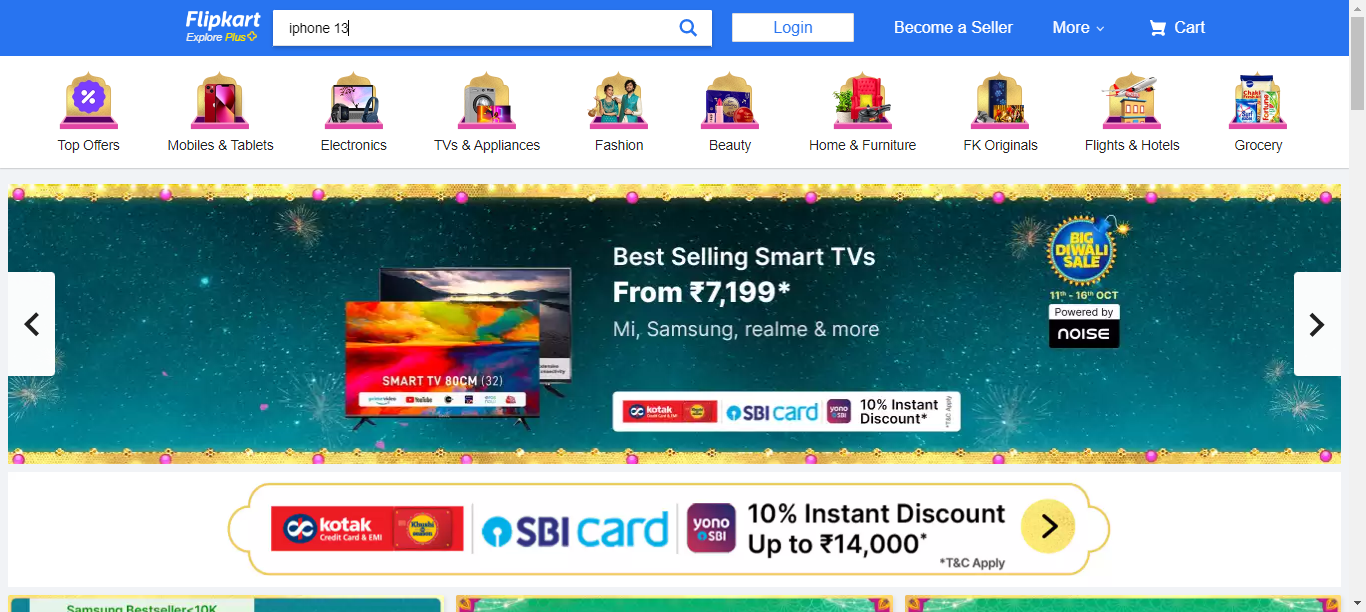 Flipkart
Explore Plus
iphone 13
Login
Become a Seller
More
Cart
Top Offers
Mobiles & Tablets
Electronics
TVs & Appliances
Fashion
Beauty
Home & Furniture
FK Originals
Flights & Hotels
Grocery
Best Selling Smart TVs
From ₹7,199*
Mi, Samsung, realme & more
BIG
DIWALI
SALE
11th - 16th OCT
Powered by
noise
SMART TV 80CM (32)
prime video
YouTube
kotak
Credit Card & EMI
SBI card
yono
SBI
10% Instant
Discount*
*T&C Apply
kotak
Credit Card & EMI
Khushi
SBI card
yono
SBI
10% Instant Discount
Up to ₹14,000*
*T&C Apply
Samsung Bestseller<10K